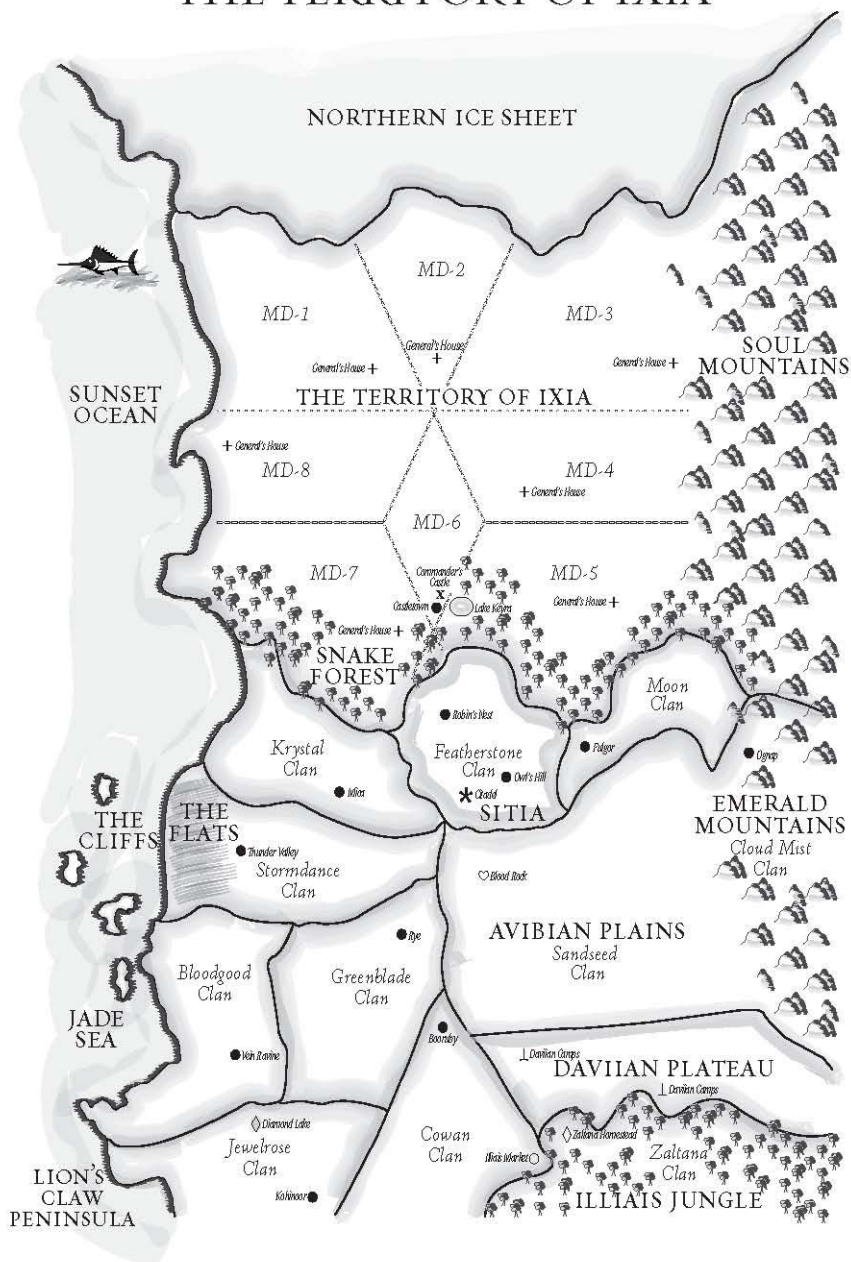 THE TERRITORY OF IXIA
NORTHERN ICE SHEET
MD-2
MD-1
MD-3
General's House
General's House
General's House
SOUL
MOUNTAINS
SUNSET
OCEAN
THE TERRITORY OF IXIA
General's House
MD-8
MD-4
General's House
MD-6
MD-7
Commander's
Castle
X
MD-5
Castletown
Lake Keyra
General's House
General's House
SNAKE
FOREST
Moon
Clan
Robin's Nest
Krystal
Clan
Featherstone
Clan
Fulgor
Ognap
Owl's Hill
Mica
Citadel
SITIA
THE
CLIFFS
THE
FLATS
EMERALD
MOUNTAINS
Cloud Mist
Clan
Thunder Valley
Stormdance
Clan
Blood Rock
Rye
AVIBIAN PLAINS
Sandseed
Clan
Bloodgood
Clan
Greenblade
Clan
JADE
SEA
Booruby
Vein Ravine
Daviian Camps
DAVIIAN PLATEAU
Daviian Camps
Diamond Lake
Jewelrose
Clan
Cowan
Clan
Zaltana Homestead
Zaltana
Clan
Illiais Market
LION'S
CLAW
PENINSULA
Kohinoor
ILLIAIS JUNGLE